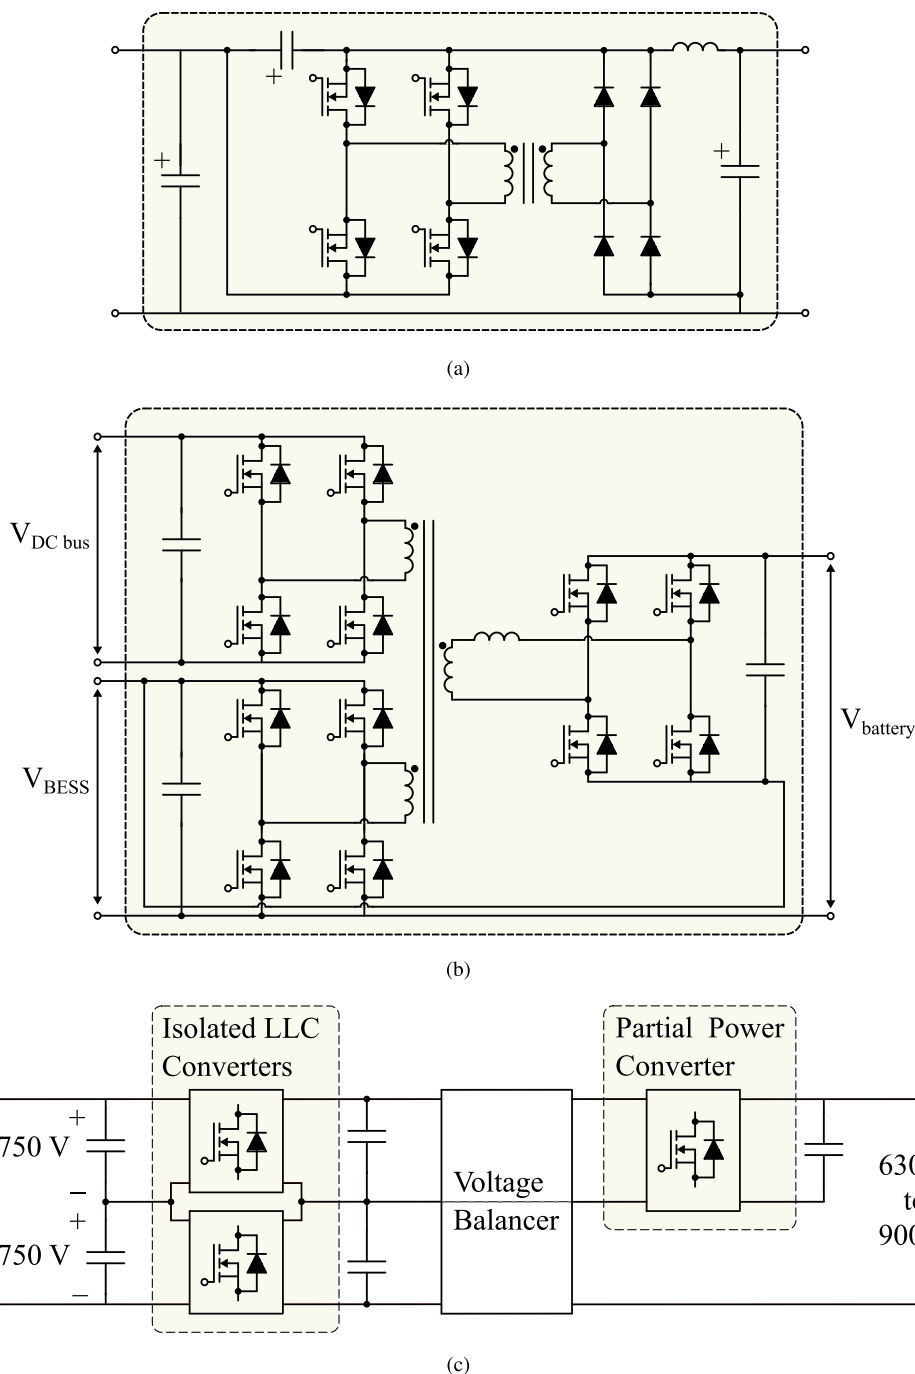 +
+
+
(a)
V DC bus
V BESS
V battery
(b)
Isolated LLC
Converters
Partial Power
Converter
+
750 V
−
+
750 V
−
Voltage
Balancer
(c)